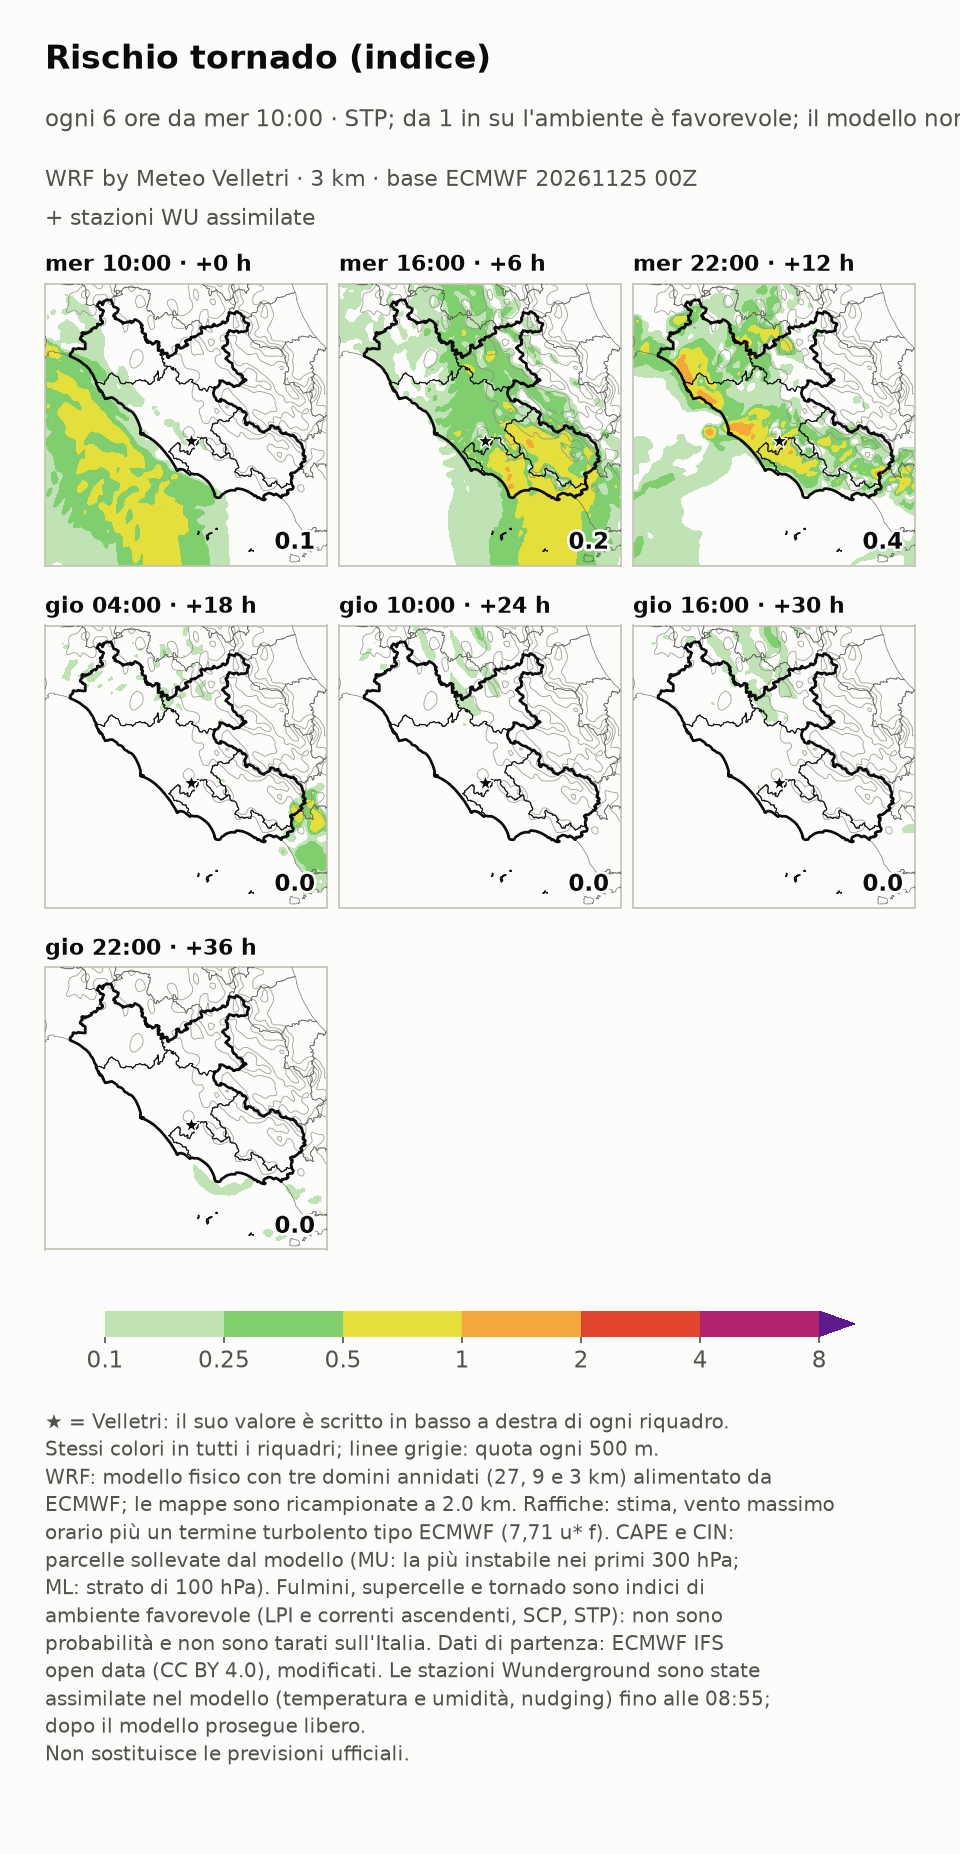 Rischio tornado (indice)
ogni 6 ore da mer 10:00 · STP; da 1 in su l'ambiente è favorevole; il modello
WRF by Meteo Velletri · 3 km · base ECMWF 20261125 00Z
+ stazioni WU assimilate
mer 10:00 · +0 h
mer 16:00 · +6 h
mer 22:00 · +12 h
0.1
0.2
0.4
gio 04:00 · +18 h
gio 10:00 · +24 h
gio 16:00 · +30 h
0.0
0.0
0.0
gio 22:00 · +36 h
0.0
0.1
0.25
0.5
1
2
4
8
★ = Velletri: il suo valore è scritto in basso a destra di ogni riquadro.
Stessi colori in tutti i riquadri; linee grigie: quota ogni 500 m.
WRF: modello fisico con tre domini annidati (27, 9 e 3 km) alimentato da
ECMWF; le mappe sono ricampionate a 2.0 km. Raffiche: stima, vento massimo
orario più un termine turbolento tipo ECMWF (7,71 u* f). CAPE e CIN:
parcelle sollevate dal modello (MU: la più instabile nei primi 300 hPa;
ML: strato di 100 hPa). Fulmini, supercelle e tornado sono indici di
ambiente favorevole (LPI e correnti ascendenti, SCP, STP): non sono
probabilità e non sono tarati sull'Italia. Dati di partenza: ECMWF IFS
open data (CC BY 4.0), modificati. Le stazioni Wunderground sono state
assimilate nel modello (temperatura e umidità, nudging) fino alle 08:55;
dopo il modello prosegue libero.
Non sostituisce le previsioni ufficiali.